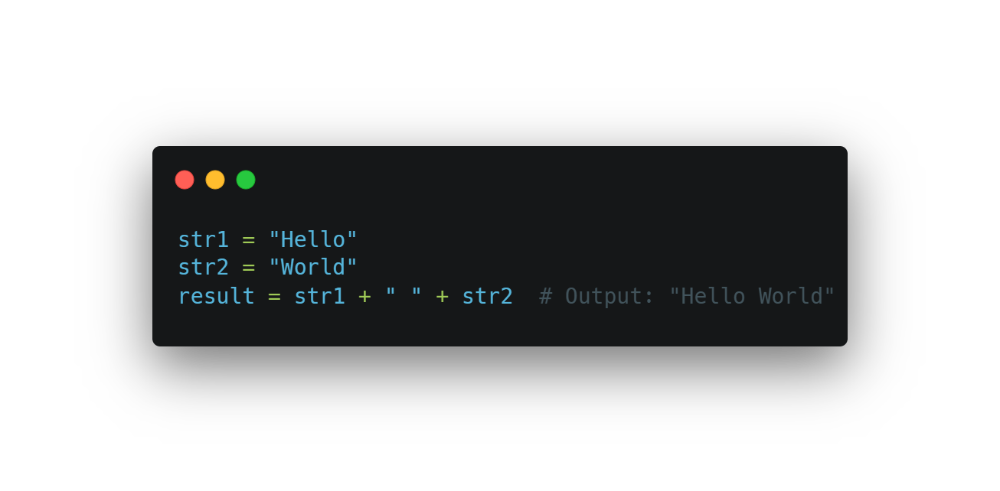 str1 = "Hello"
str2 = "World"
result = str1 + " " + str2  # Output: "Hello World"